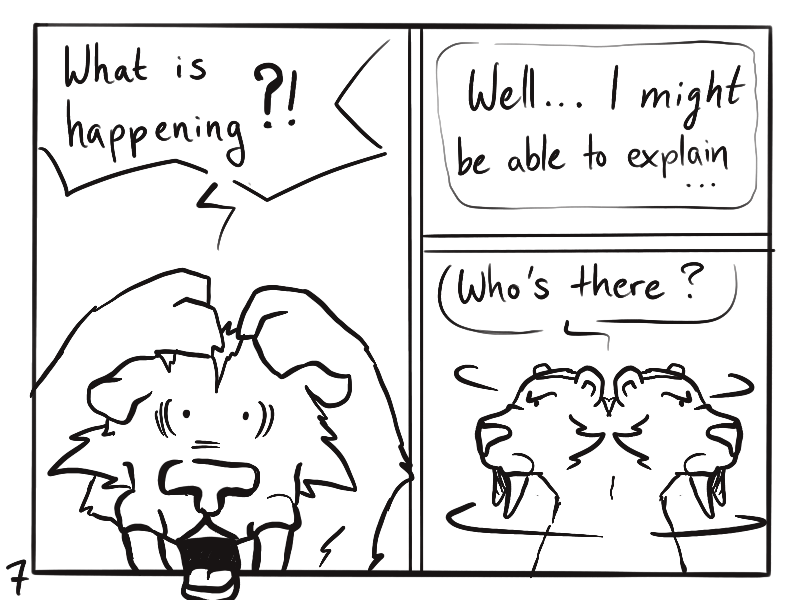 What is
happening ?!
Well... I might
be able to explain
...
Who's there ?
7